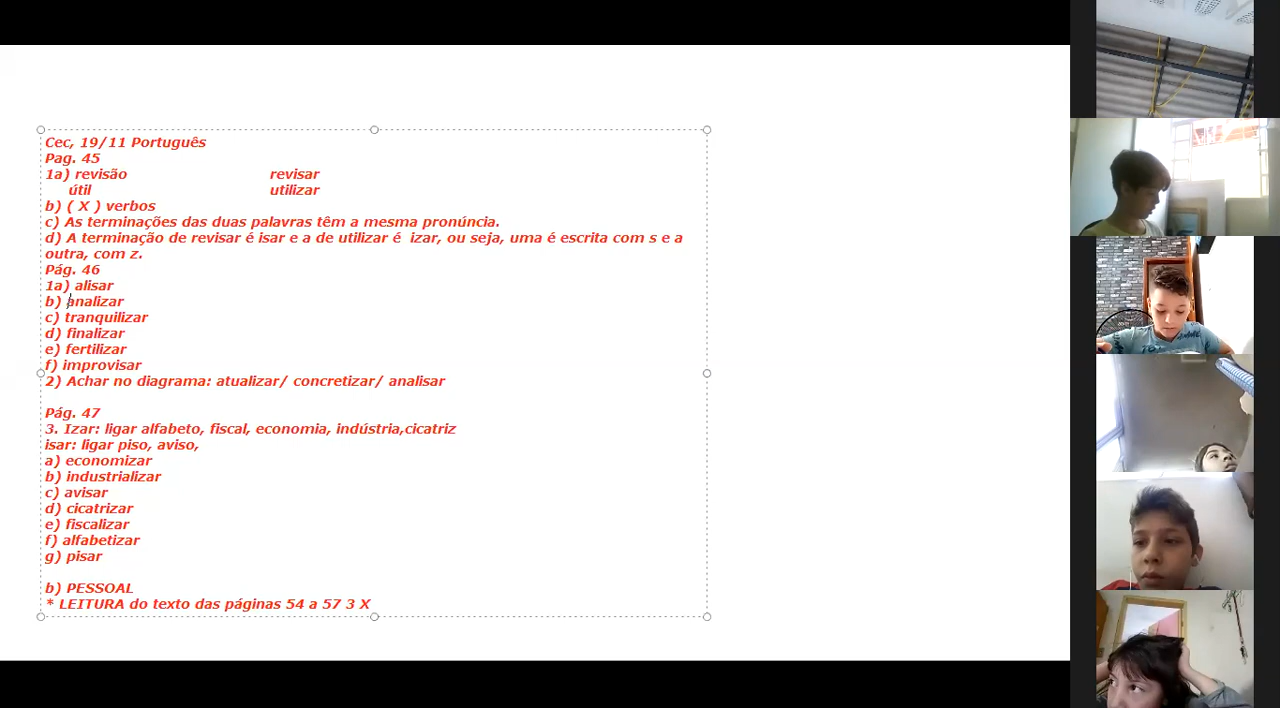 Cec, 19/11 Português
Pag. 45
1a) revisão revisar
útil utilizar
b) ( X ) verbos
c) As terminações das duas palavras têm a mesma pronúncia.
d) A terminação de revisar é isar e a de utilizar é izar, ou seja, uma é escrita com s e a
outra, com z.
Pág. 46
1a) alisar
b) analizar
c) tranquilizar
d) finalizar
e) fertilizar
f) improvisar
2) Achar no diagrama: atualizar/ concretizar/ analisar
Pág. 47
3. Izar: ligar alfabeto, fiscal, economia, indústria,cicatriz
isar: ligar piso, aviso,
a) economizar
b) industrializar
c) avisar
d) cicatrizar
e) fiscalizar
f) alfabetizar
g) pisar
b) PESSOAL
* LEITURA do texto das páginas 54 a 57 3 X